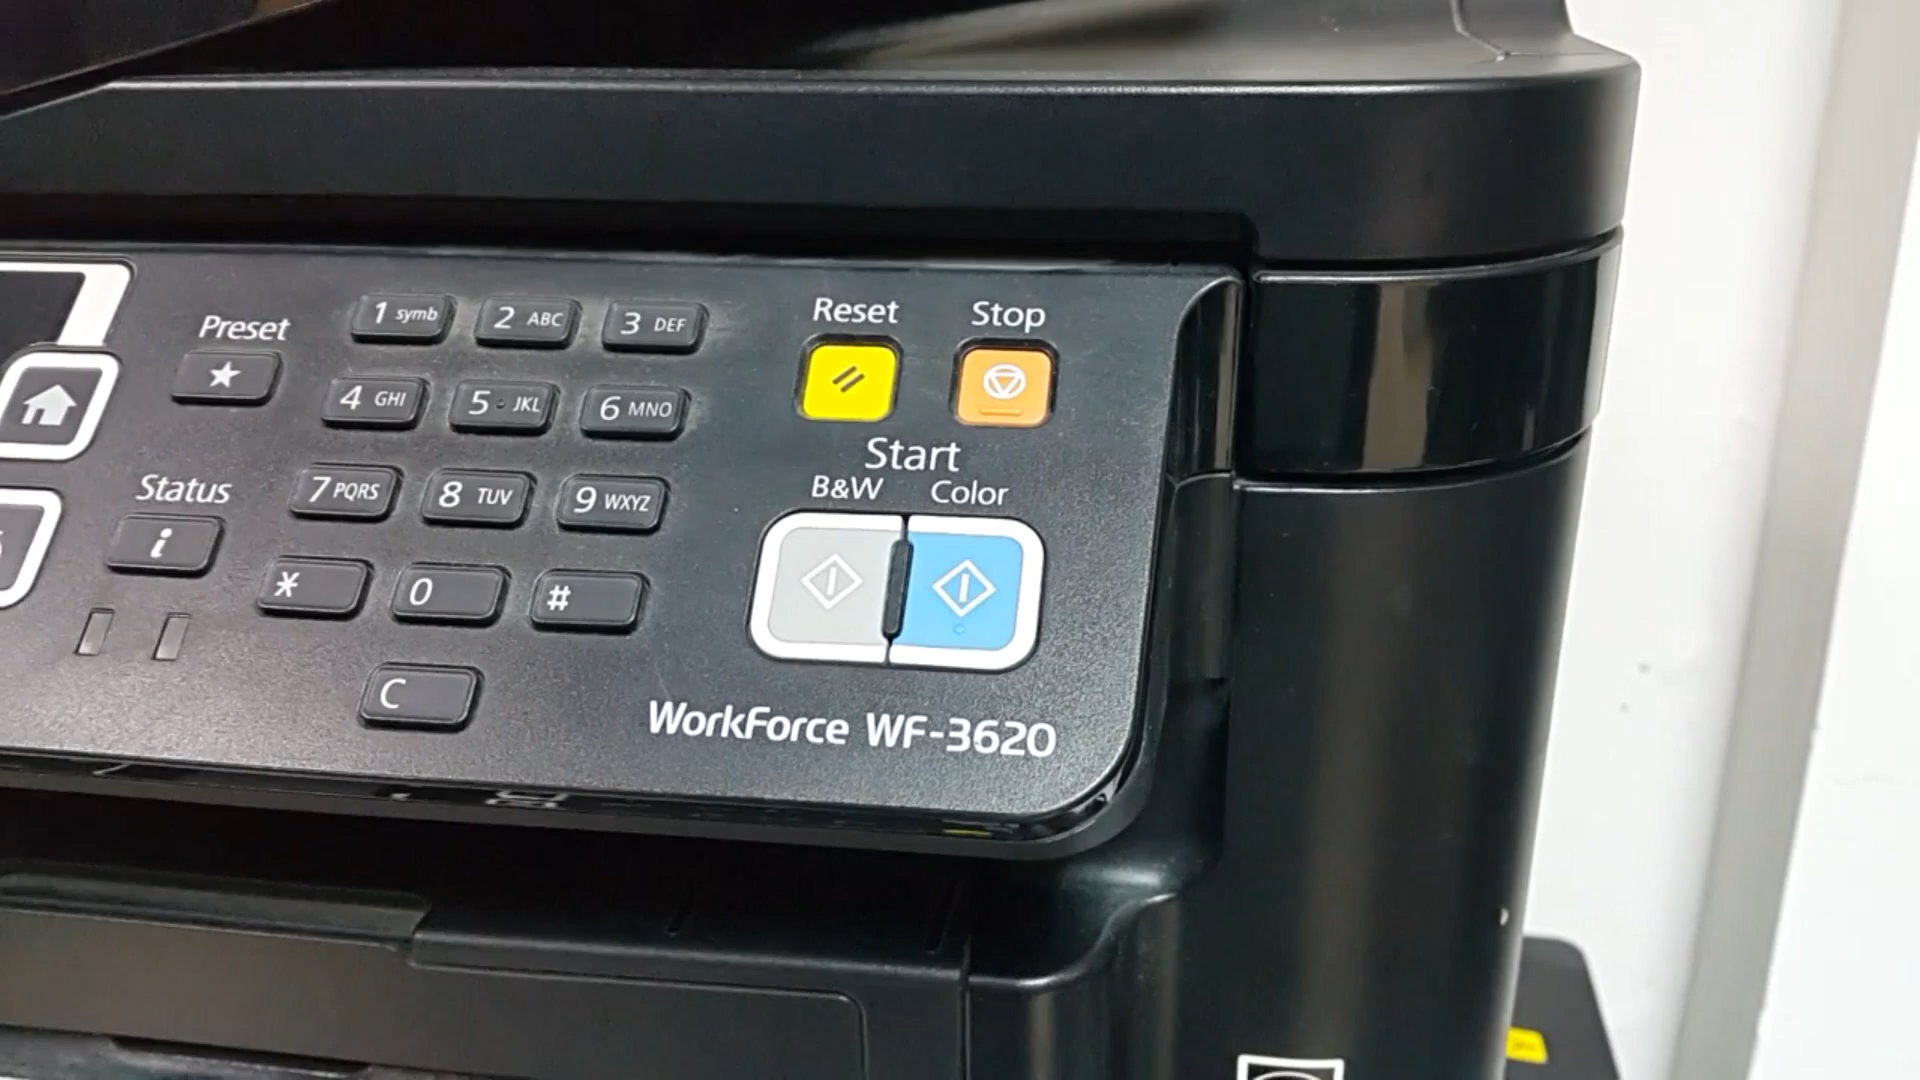 Preset
1 symb
2 ABC
3 DEF
4 GHI
5 JKL
6 MNO
Status
i
7 PQRS
8 TUV
9 WXYZ
*
0
#
C
Reset
Stop
Start
B&W Color
WorkForce WF-3620